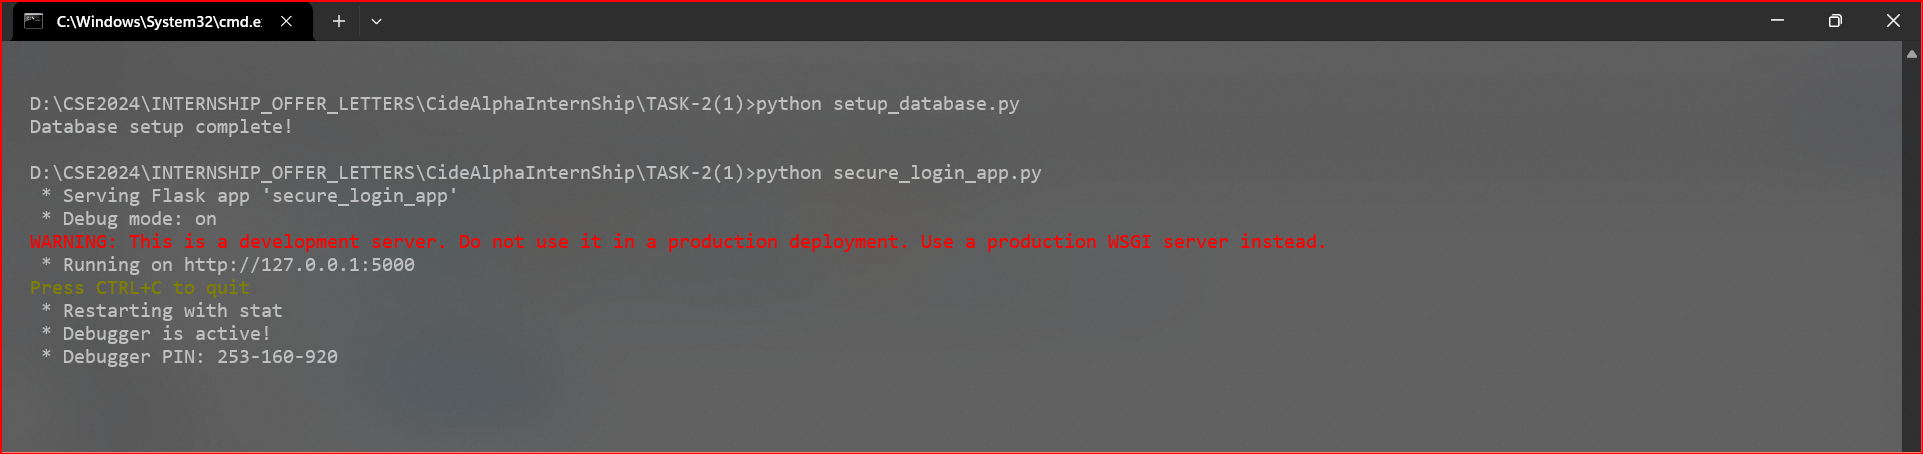 C:\Windows\System32\cmd.e
D:\CSE2024\INTERNSHIP_OFFER_LETTERS\CideAlphaInternShip\TASK-2(1)>python setup_database.py
Database setup complete!
D:\CSE2024\INTERNSHIP_OFFER_LETTERS\CideAlphaInternShip\TASK-2(1)>python secure_login_app.py
 * Serving Flask app 'secure_login_app'
 * Debug mode: on
WARNING: This is a development server. Do not use it in a production deployment. Use a production WSGI server instead.
 * Running on http://127.0.0.1:5000
Press CTRL+C to quit
 * Restarting with stat
 * Debugger is active!
 * Debugger PIN: 253-160-920